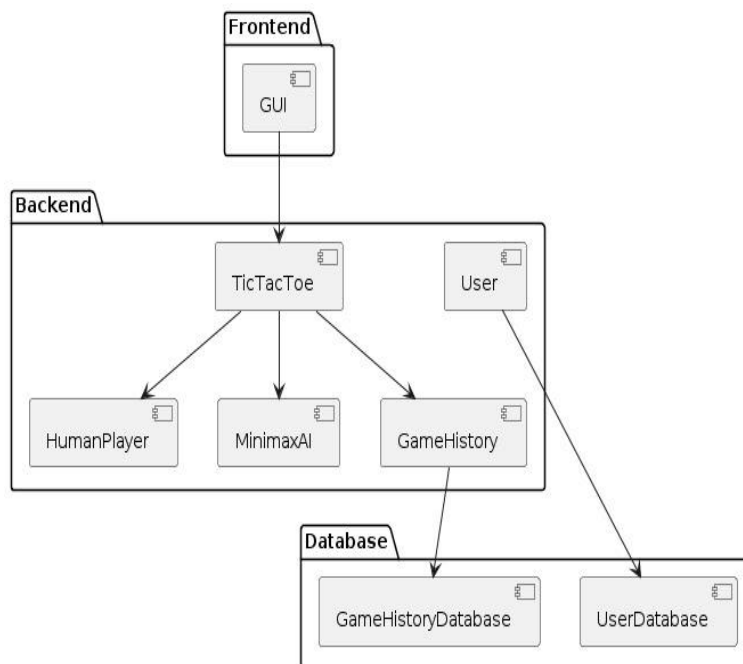 Frontend
GUI
Backend
TicTacToe
User
HumanPlayer
MinimaxAI
GameHistory
Database
GameHistoryDatabase
UserDatabase